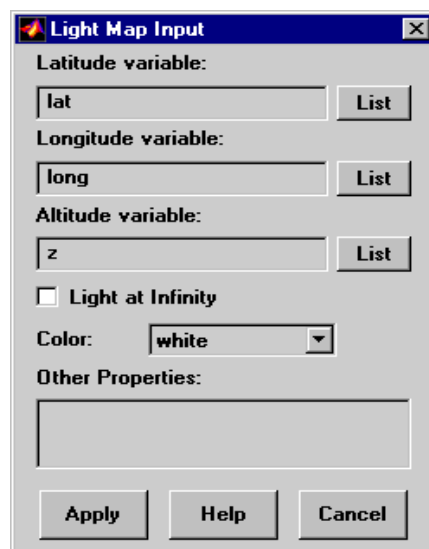 Light Map Input
Latitude variable:
lat List
Longitude variable:
long List
Altitude variable:
z List
Light at Infinity
Color: white
Other Properties:
Apply Help Cancel